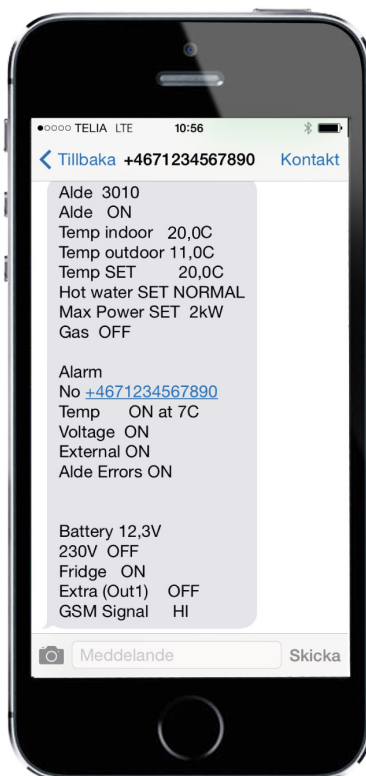 TELIA LTE 10:56
Tillbaka +4671234567890 Kontakt
Alde 3010
Alde ON
Temp indoor 20,0C
Temp outdoor 11,0C
Temp SET 20,0C
Hot water SET NORMAL
Max Power SET 2kW
Gas OFF
Alarm
No +4671234567890
Temp ON at 7C
Voltage ON
External ON
Alde Errors ON
Battery 12,3V
230V OFF
Fridge ON
Extra (Out1) OFF
GSM Signal HI
Meddelande Skicka